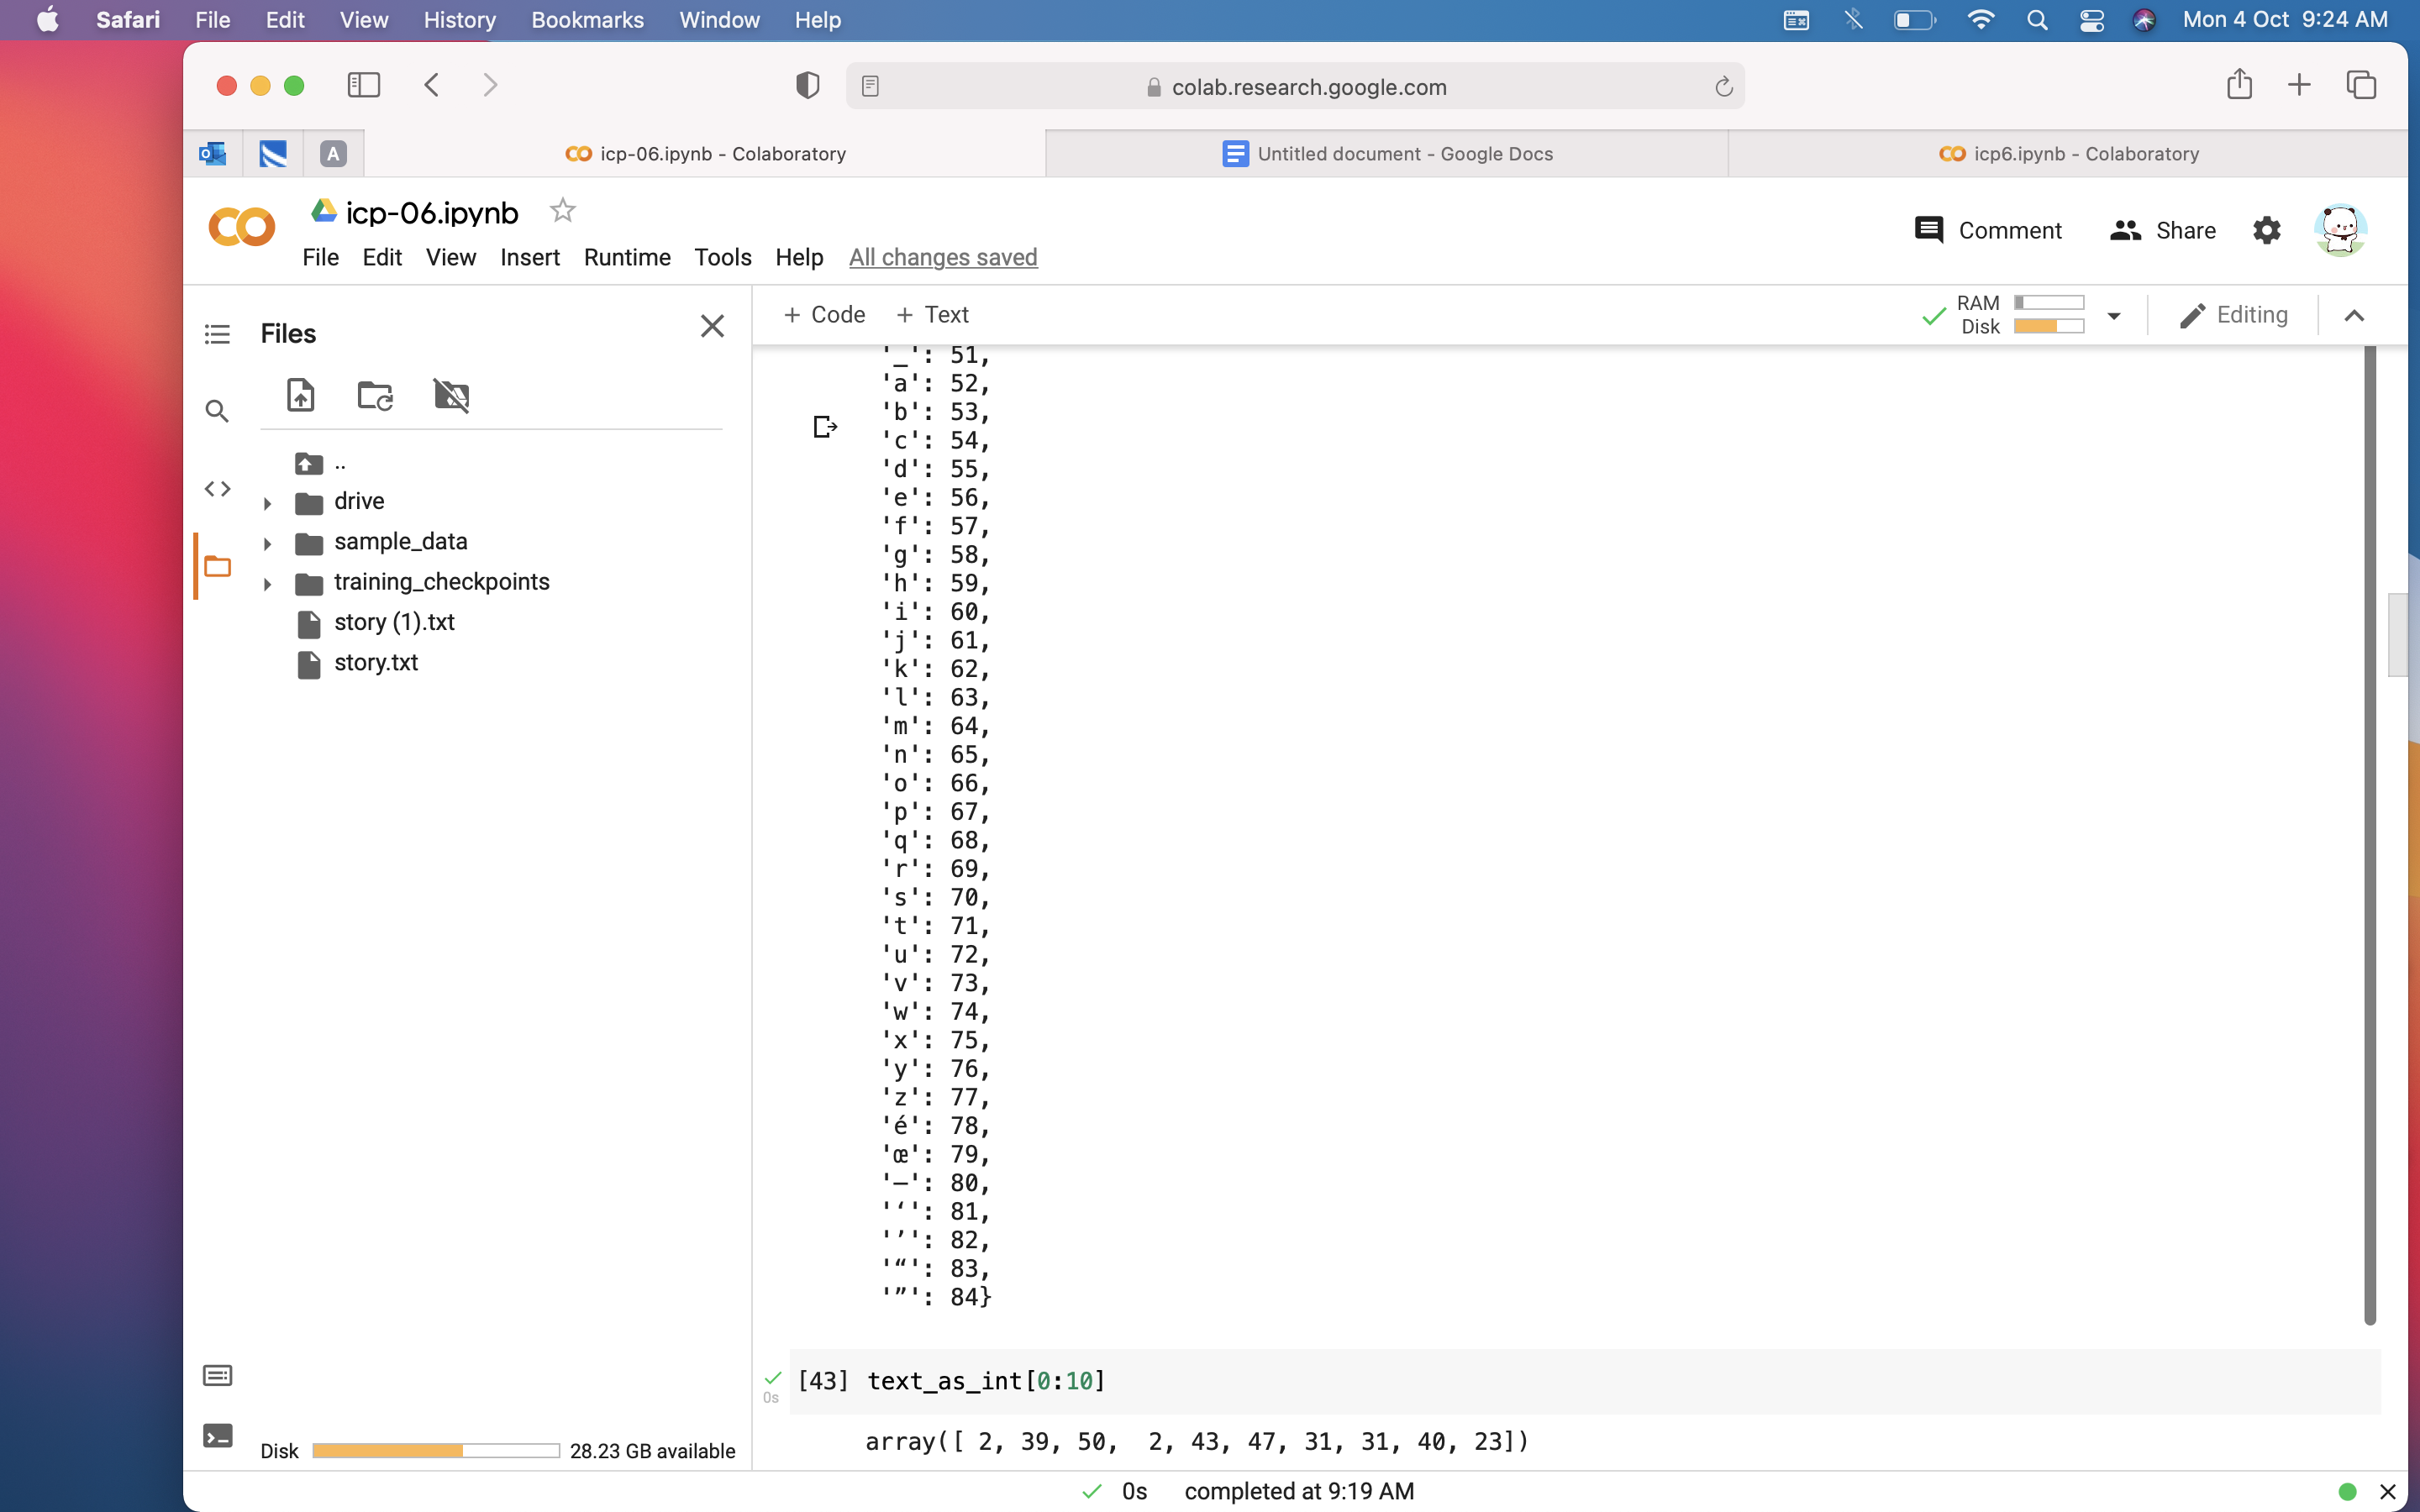 Safari File Edit View History Bookmarks Window Help Mon 4 Oct 9:24 AM
colab.research.google.com
A icp-06.ipynb - Colaboratory Untitled document - Google Docs icp6.ipynb - Colaboratory
icp-06.ipynb
Comment Share
File Edit View Insert Runtime Tools Help All changes saved
Files
+ Code + Text
RAM
Disk
Editing
..
drive
sample_data
training_checkpoints
story (1).txt
story.txt
'_': 51,
'a': 52,
'b': 53,
'c': 54,
'd': 55,
'e': 56,
'f': 57,
'g': 58,
'h': 59,
'i': 60,
'j': 61,
'k': 62,
'l': 63,
'm': 64,
'n': 65,
'o': 66,
'p': 67,
'q': 68,
'r': 69,
's': 70,
't': 71,
'u': 72,
'v': 73,
'w': 74,
'x': 75,
'y': 76,
'z': 77,
'é': 78,
'œ': 79,
'—': 80,
'‘': 81,
'’': 82,
'“': 83,
'”': 84}
[43] text_as_int[0:10]
0s
array([ 2, 39, 50,  2, 43, 47, 31, 31, 40, 23])
Disk 28.23 GB available
0s completed at 9:19 AM